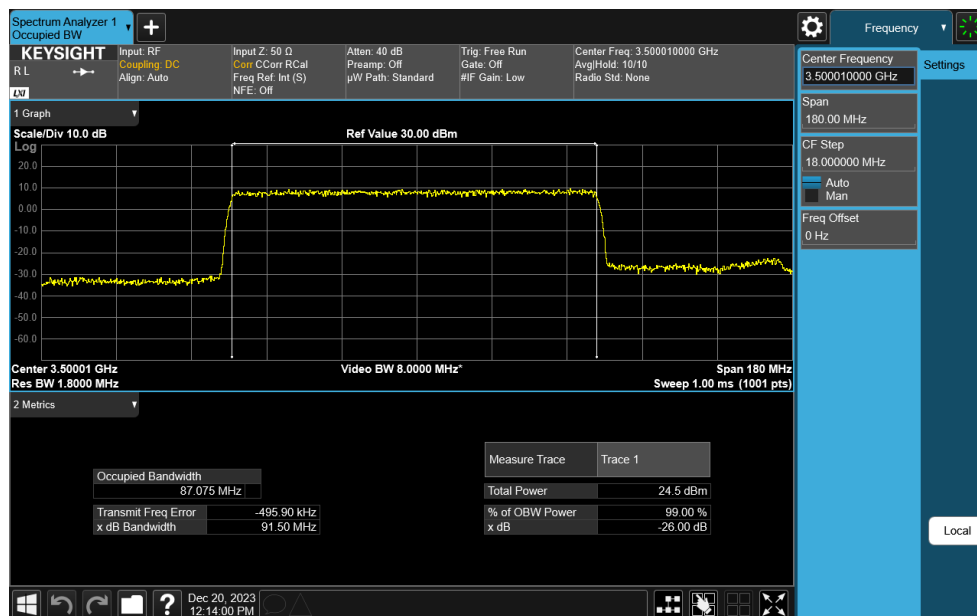 Spectrum Analyzer 1
Occupied BW
+
Frequency
KEYSIGHT
R L
LXI
Input: RF
Coupling: DC
Align: Auto
Input Z: 50 Ω
Corr CCorr RCal
Freq Ref: Int (S)
NFE: Off
Atten: 40 dB
Preamp: Off
µW Path: Standard
Trig: Free Run
Gate: Off
#IF Gain: Low
Center Freq: 3.500010000 GHz
Avg|Hold: 10/10
Radio Std: None
Center Frequency
3.500010000 GHz
Settings
Span
180.00 MHz
CF Step
18.000000 MHz
Auto
Man
Freq Offset
0 Hz
Local
1 Graph
Scale/Div 10.0 dB
Ref Value 30.00 dBm
Log
20.0
10.0
0.00
-10.0
-20.0
-30.0
-40.0
-50.0
-60.0
Center 3.50001 GHz
Video BW 8.0000 MHz*
Span 180 MHz
Res BW 1.8000 MHz
Sweep 1.00 ms (1001 pts)
2 Metrics
Measure Trace Trace 1
Occupied Bandwidth
87.075 MHz
Total Power 24.5 dBm
Transmit Freq Error -495.90 kHz
% of OBW Power 99.00 %
x dB Bandwidth 91.50 MHz
x dB -26.00 dB
?
Dec 20, 2023
12:14:00 PM